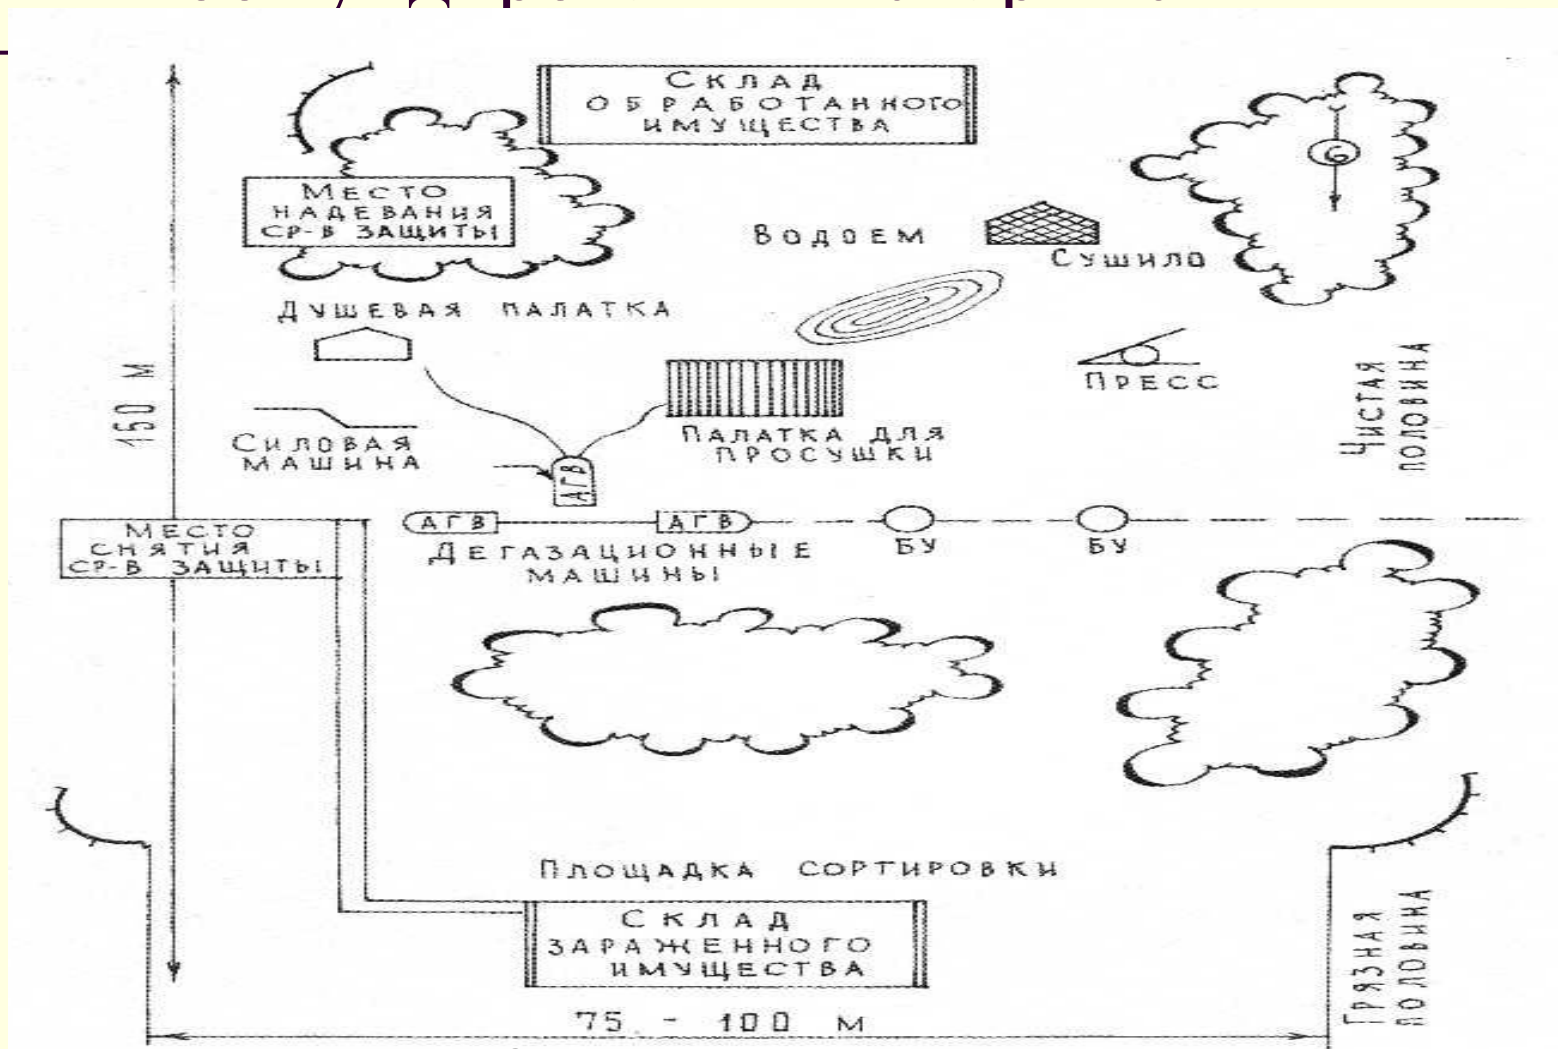 СКЛАД
ОБРАБОТАННОГО
ИМУЩЕСТВА
МЕСТО
НАДЕВАНИЯ
СР-В ЗАЩИТЫ
ВОДОЕМ
СУШИЛО
ДУШЕВАЯ ПАЛАТКА
ПРЕСС
ПАЛАТКА ДЛЯ
ПРОСУШКИ
СИЛОВАЯ
МАШИНА
150 М
ЧИСТАЯ
ПОЛОВИНА
АГВ
АГВ
АГВ
БУ
БУ
ДЕГАЗАЦИОННЫЕ
МАШИНЫ
МЕСТО
СНЯТИЯ
СР-В ЗАЩИТЫ
ПЛОЩАДКА СОРТИРОВКИ
СКЛАД
ЗАРАЖЕННОГО
ИМУЩЕСТВА
ГРЯЗНАЯ
ПОЛОВИНА
75 - 100 М